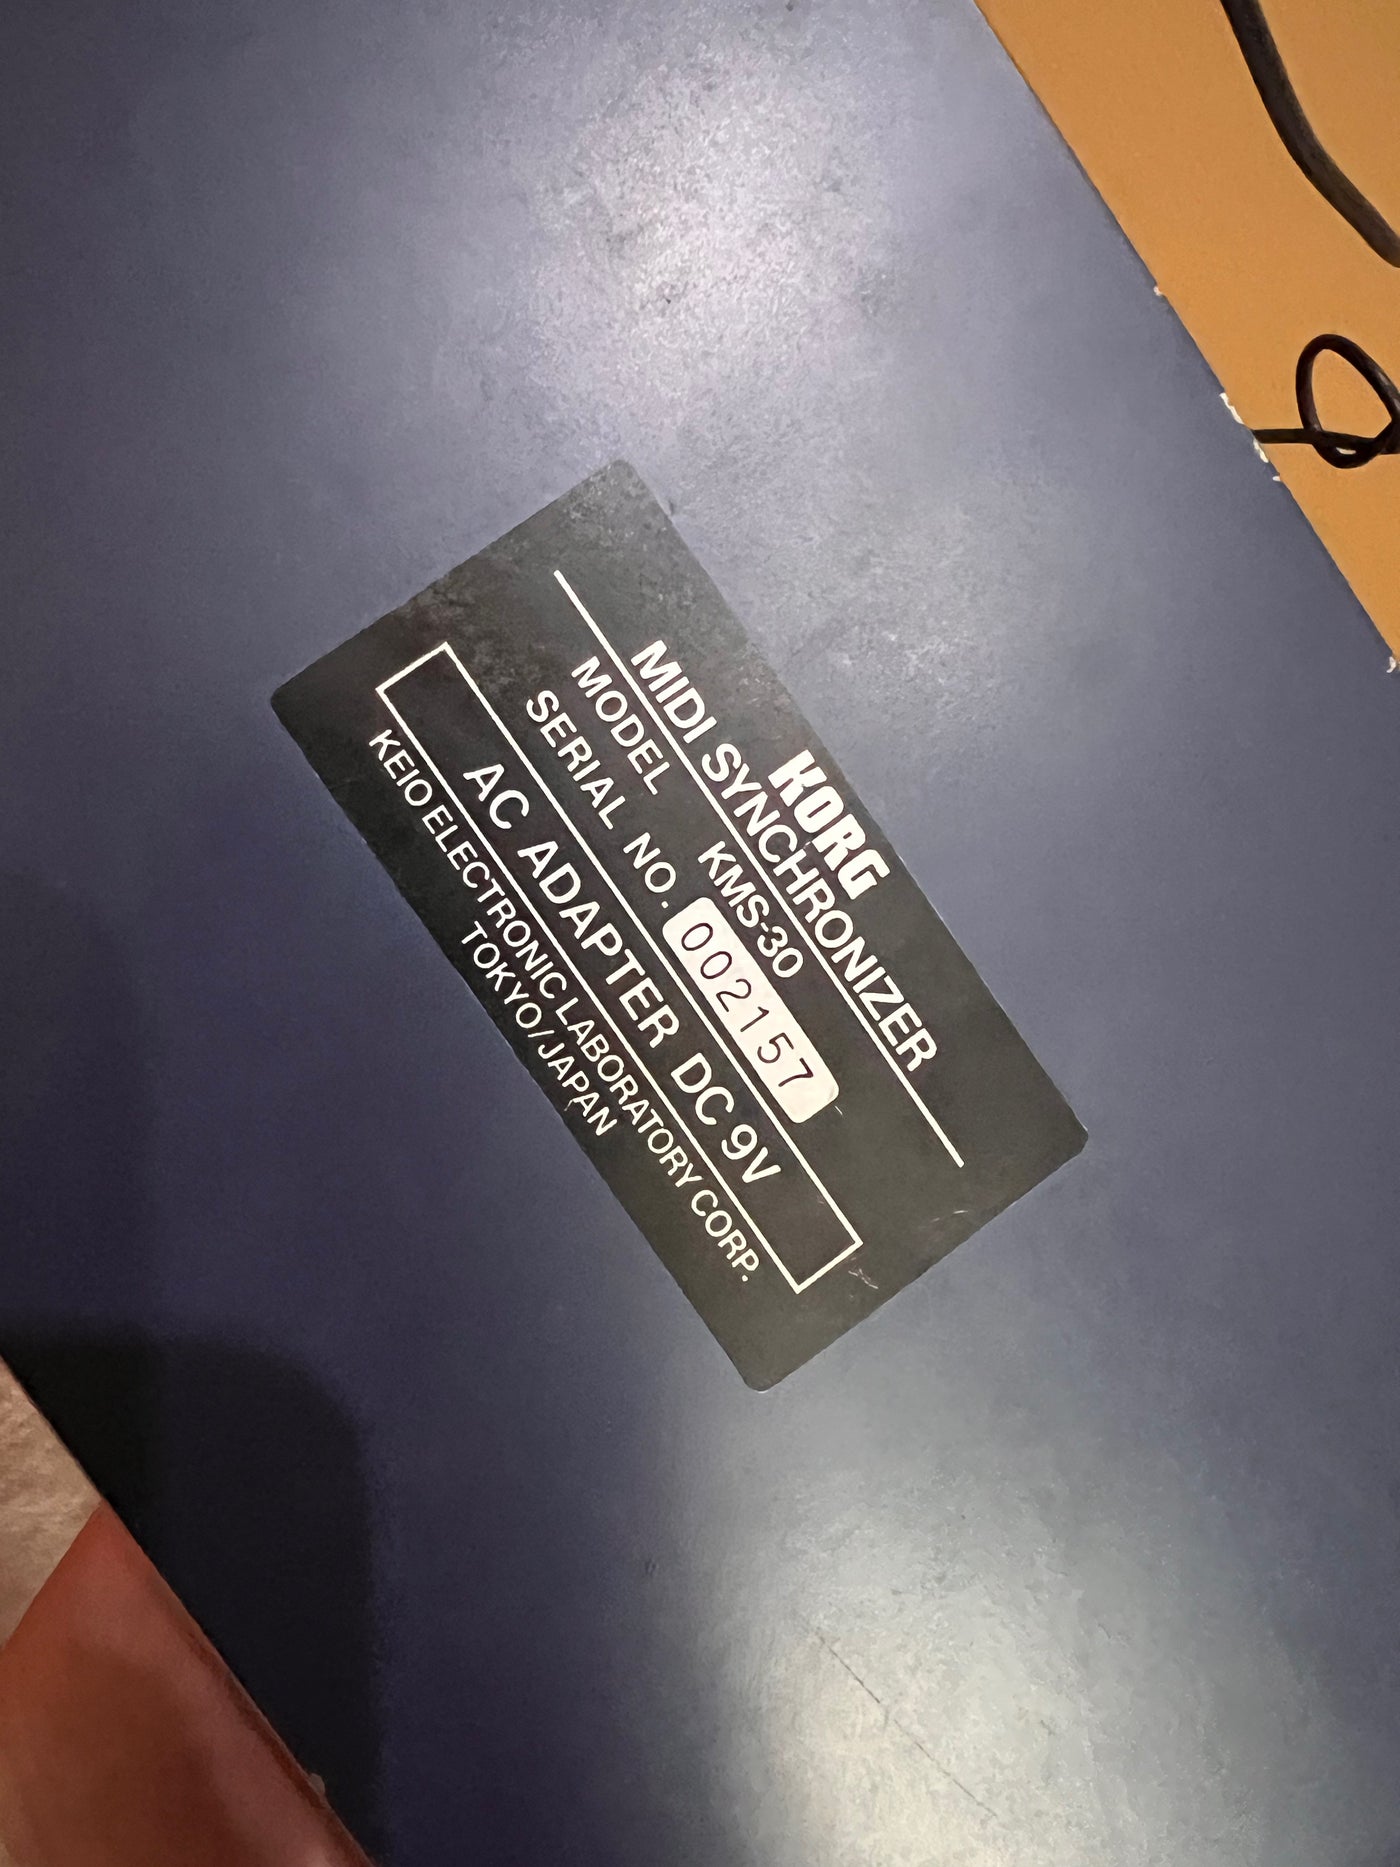 KORG
MIDI SYNCHRONIZER
MODEL KMS-30
SERIAL NO. 002157
AC ADAPTER DC 9V
KEIO ELECTRONIC LABORATORY CORP.
TOKYO/JAPAN